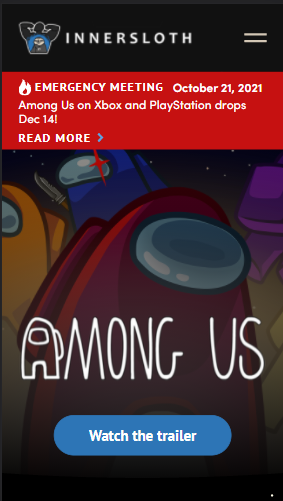 INNERSLOTH
EMERGENCY MEETING October 21, 2021
Among Us on Xbox and PlayStation drops
Dec 14!
READ MORE >
AMONG US
Watch the trailer